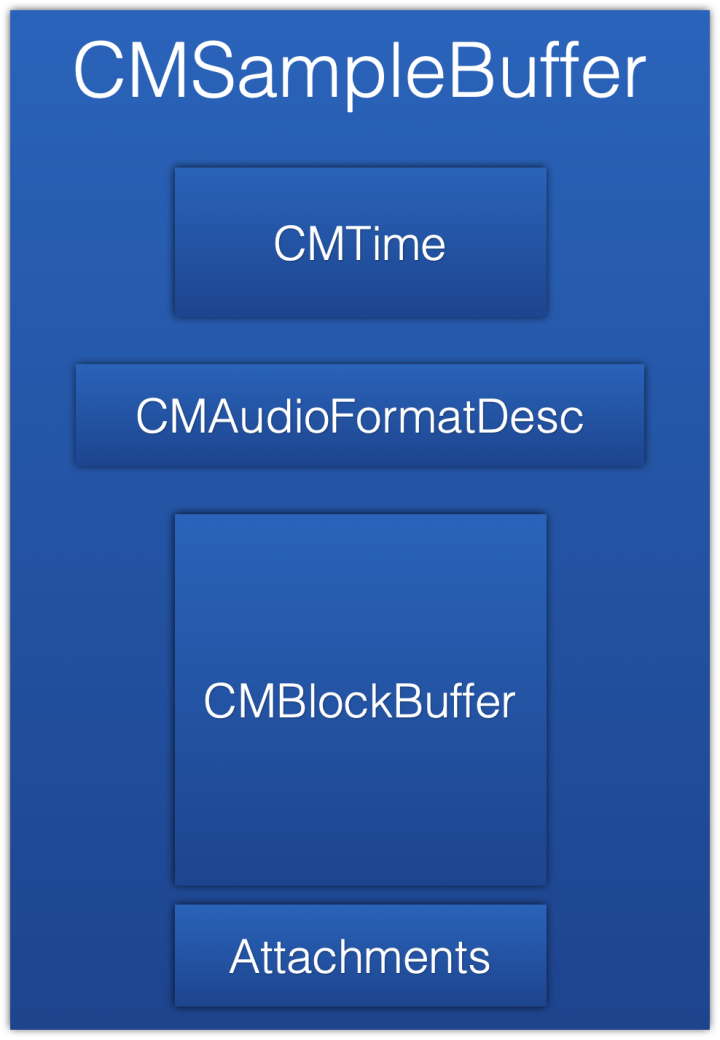 CMSampleBuffer
CMTime
CMAudioFormatDesc
CMBlockBuffer
Attachments